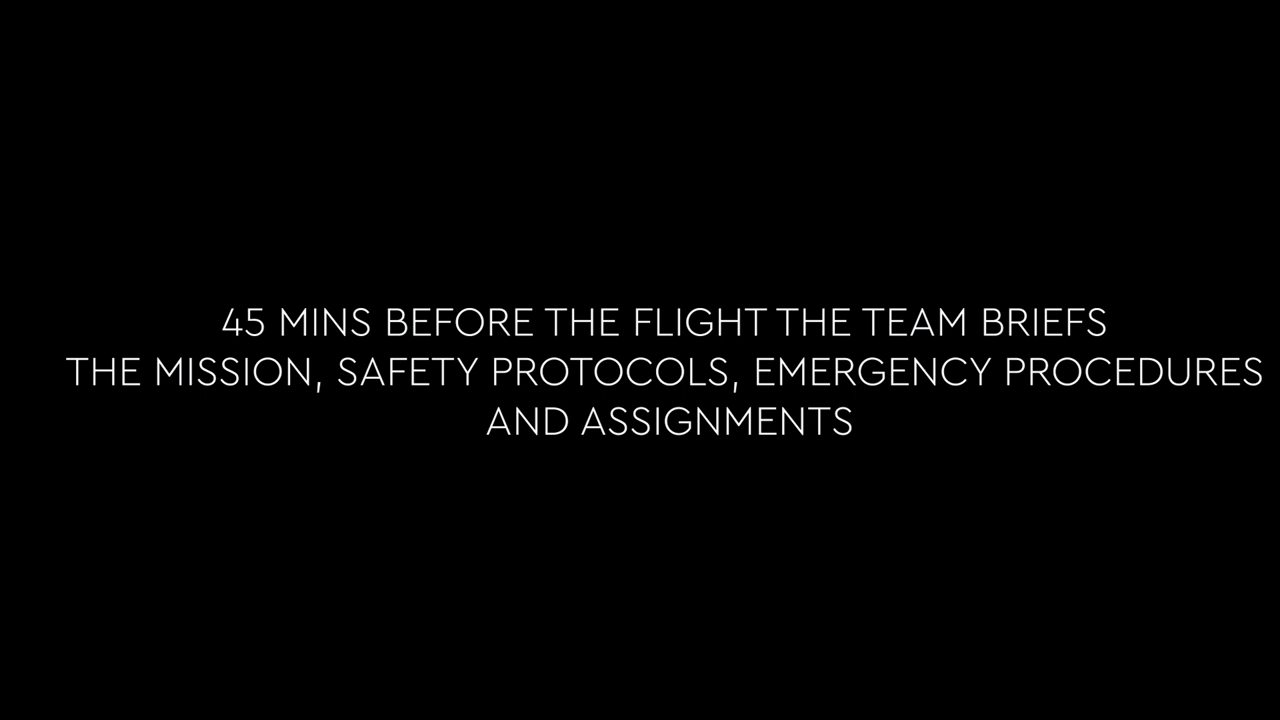 45 MINS BEFORE THE FLIGHT THE TEAM BRIEFS
THE MISSION, SAFETY PROTOCOLS, EMERGENCY PROCEDURES
AND ASSIGNMENTS